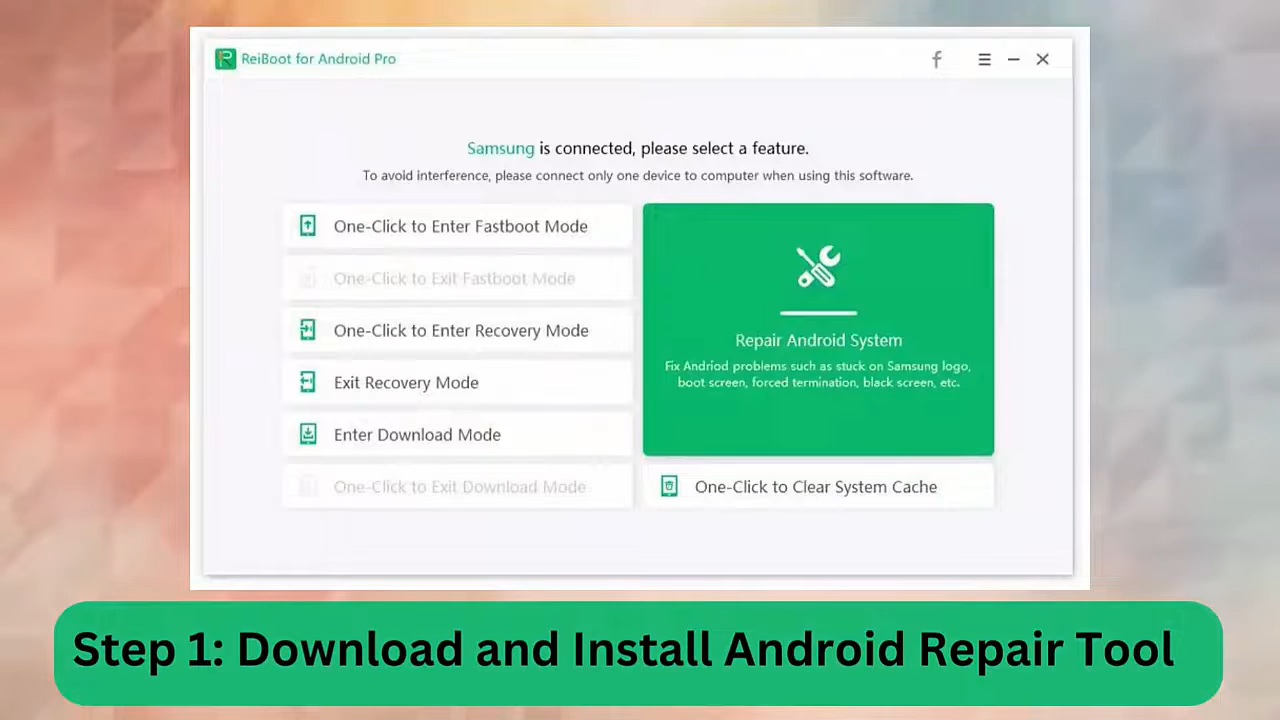 ReiBoot for Android Pro
Samsung is connected, please select a feature.
To avoid interference, please connect only one device to computer when using this software.
One-Click to Enter Fastboot Mode
One-Click to Exit Fastboot Mode
One-Click to Enter Recovery Mode
Exit Recovery Mode
Enter Download Mode
One-Click to Exit Download Mode
Repair Android System
Fix Andriod problems such as stuck on Samsung logo,
boot screen, forced termination, black screen, etc.
One-Click to Clear System Cache
Step 1: Download and Install Android Repair Tool